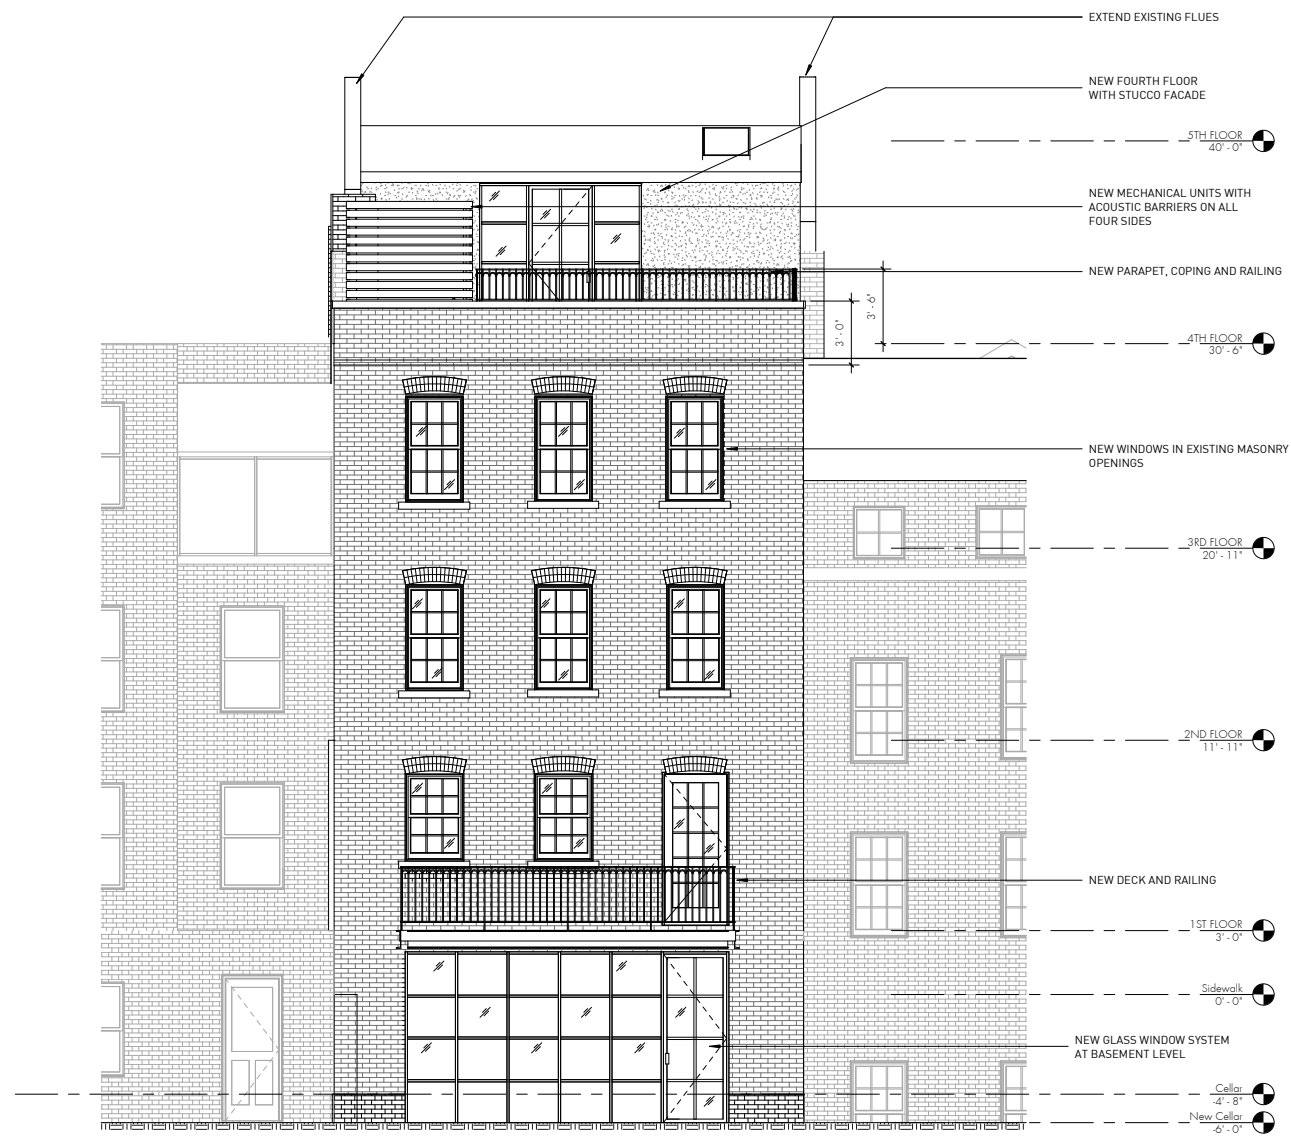 EXTEND EXISTING FLUES
NEW FOURTH FLOOR
WITH STUCCO FACADE
5TH FLOOR
40' - 0"
NEW MECHANICAL UNITS WITH
ACOUSTIC BARRIERS ON ALL
FOUR SIDES
NEW PARAPET, COPING AND RAILING
3' - 6"
3' - 0"
4TH FLOOR
30' - 6"
NEW WINDOWS IN EXISTING MASONRY
OPENINGS
3RD FLOOR
20' - 11"
2ND FLOOR
11' - 11"
NEW DECK AND RAILING
1ST FLOOR
3' - 0"
Sidewalk
0' - 0"
NEW GLASS WINDOW SYSTEM
AT BASEMENT LEVEL
Cellar
-4' - 8"
New Cellar
-6' - 0"